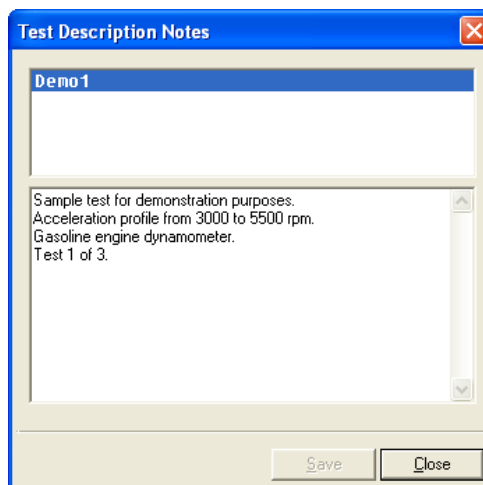 Test Description Notes
Demo1
Sample test for demonstration purposes.
Acceleration profile from 3000 to 5500 rpm.
Gasoline engine dynamometer.
Test 1 of 3.
Save
Close